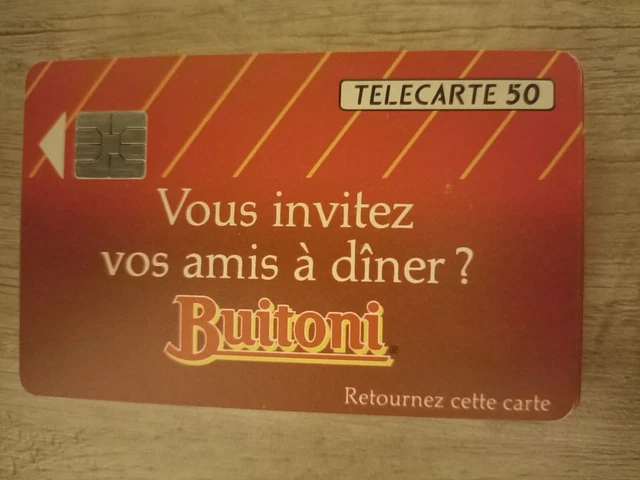 TELECARTE 50
Vous invitez
vos amis à dîner ?
Buitoni
Retournez cette carte